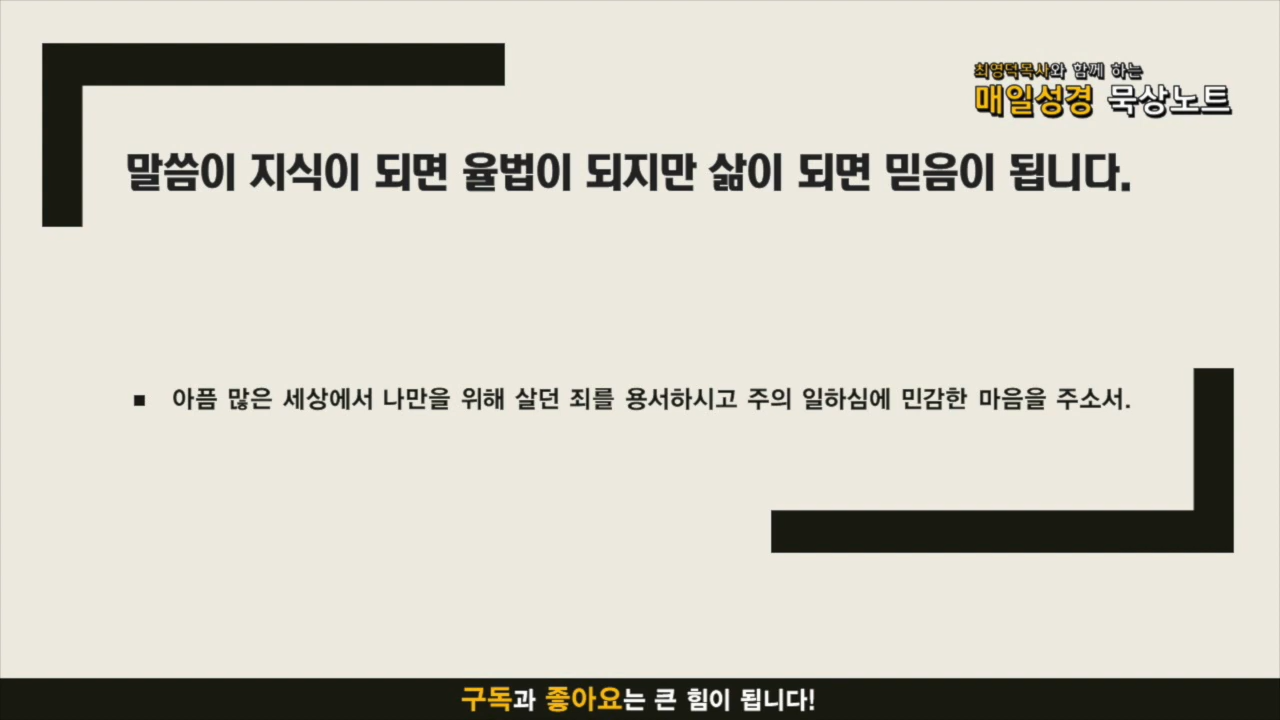 최영덕목사와 함께 하는
매일성경 묵상노트
말씀이 지식이 되면 율법이 되지만 삶이 되면 믿음이 됩니다.
■ 아픔 많은 세상에서 나만을 위해 살던 죄를 용서하시고 주의 일하심에 민감한 마음을 주소서.
구독과 좋아요는 큰 힘이 됩니다!